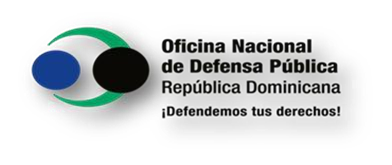 Oficina Nacional
de Defensa Pública
República Dominicana
¡Defendemos tus derechos!